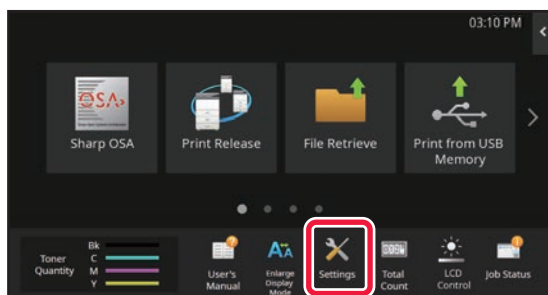 03:10 PM
OSA
Sharp OSA
Print Release
File Retrieve
Print from USB
Memory
Toner
Quantity
Bk
C
M
Y
User's
Manual
Enlarge
Display
Mode
Settings
Total
Count
LCD
Control
Job Status